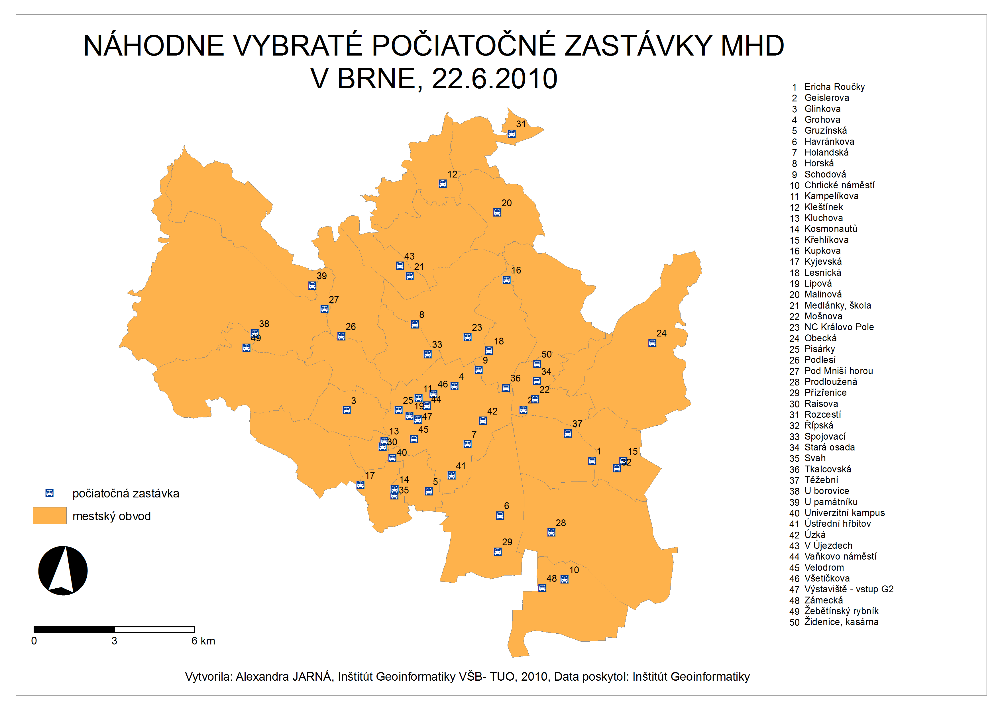 NÁHODNE VYBRATÉ POČIATOČNÉ ZASTÁVKY MHD
V BRNE, 22.6.2010
1 Ericha Roučky
2 Geislerova
3 Glinkova
4 Grohova
5 Gruzínská
6 Havránkova
7 Holandská
8 Horská
9 Schodová
10 Chrlické náměstí
11 Kampelíkova
12 Kleštínek
13 Kluchova
14 Kosmonautů
15 Křehlíkova
16 Kupkova
17 Kyjevská
18 Lesnická
19 Lipová
20 Malinová
21 Medlánky, škola
22 Mošnova
23 NC Královo Pole
24 Obecká
25 Pisárky
26 Podlesí
27 Pod Mniší horou
28 Prodloužená
29 Přízřenice
30 Raisova
31 Rozcestí
32 Řípská
33 Spojovací
34 Stará osada
35 Svah
36 Tkalcovská
37 Těžební
38 U borovice
39 U památníku
40 Univerzitní kampus
41 Ústřední hřbitov
42 Úzká
43 V Újezdech
44 Vaňkovo náměstí
45 Velodrom
46 Všetičkova
47 Výstaviště - vstup G2
48 Zámecká
49 Žebětínský rybník
50 Židenice, kasárna
31
12
20
43
21
16
39
27
8
38
26
23
24
49
33
18
50
9
34
4
36
46
11
22
3
25
44
2
19
42
47
37
45
13
7
30
40
1
15
32
41
17
14
5
35
6
28
29
10
48
počiatočná zastávka
mestský obvod
0 3 6 km
Vytvorila: Alexandra JARNÁ, Inštitút Geoinformatiky VŠB- TUO, 2010, Data poskytol: Inštitút Geoinformatiky